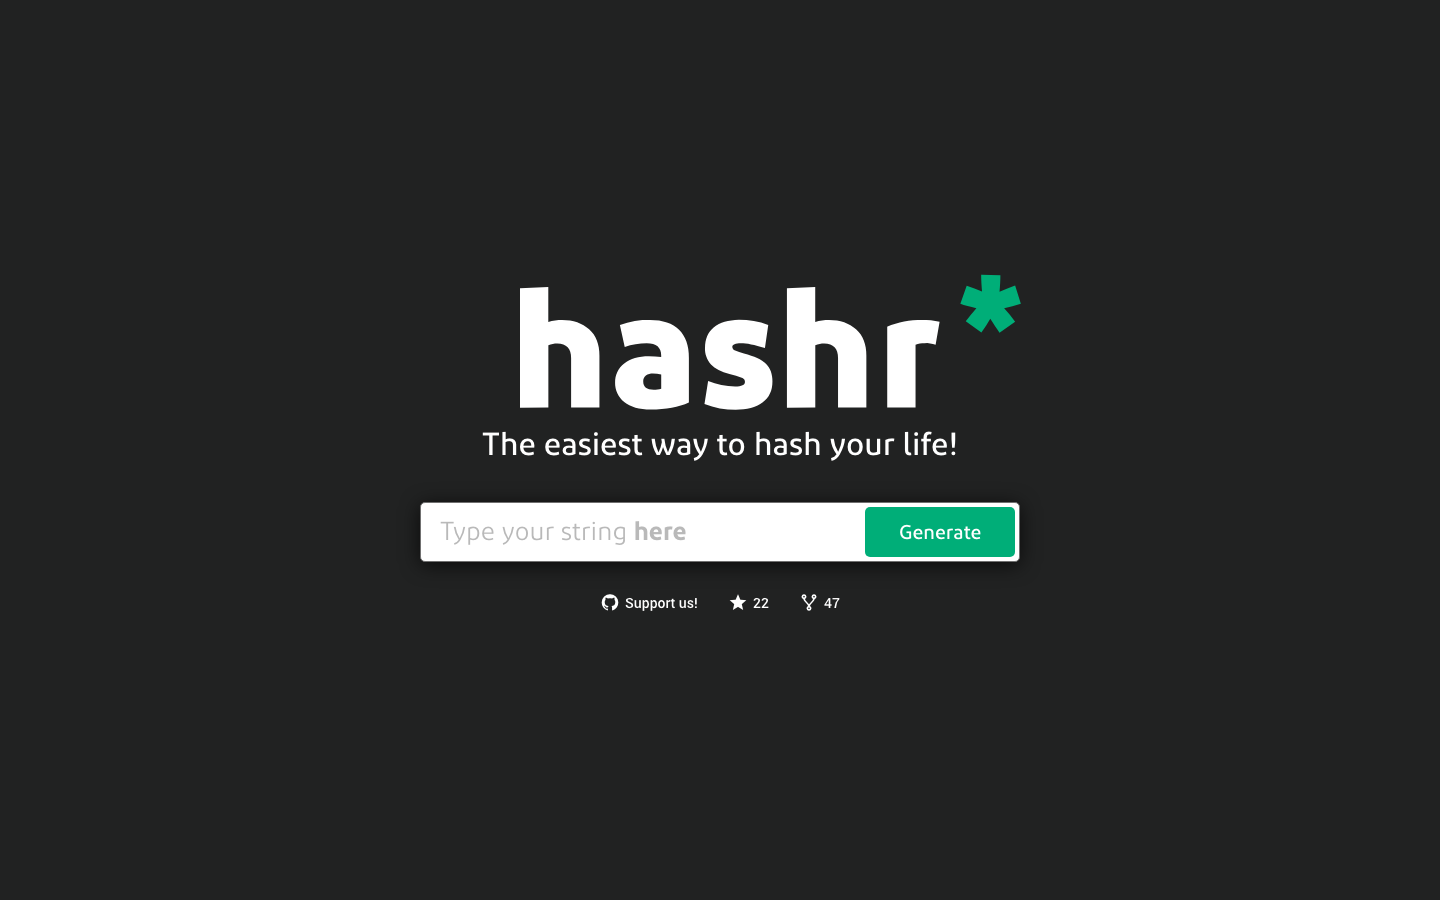 hashr*
The easiest way to hash your life!
Type your string here
Generate
Support us! 22 47